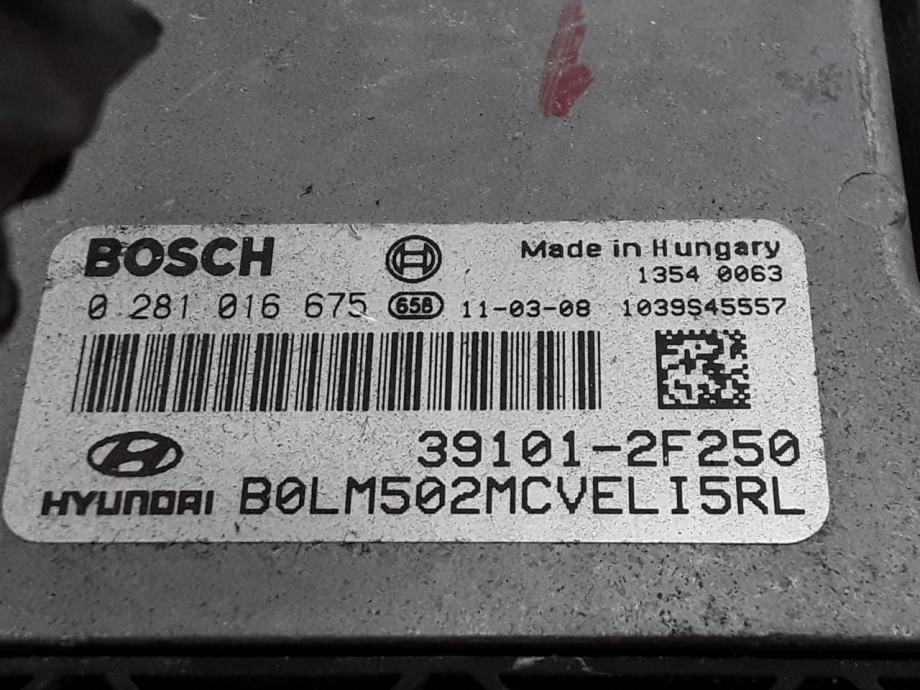 BOSCH
Made in Hungary
1354 0063
0 281 016 675 658 11-03-08 1039S45557
39101-2F250
HYUNDAI B0LM502MCVELI5RL